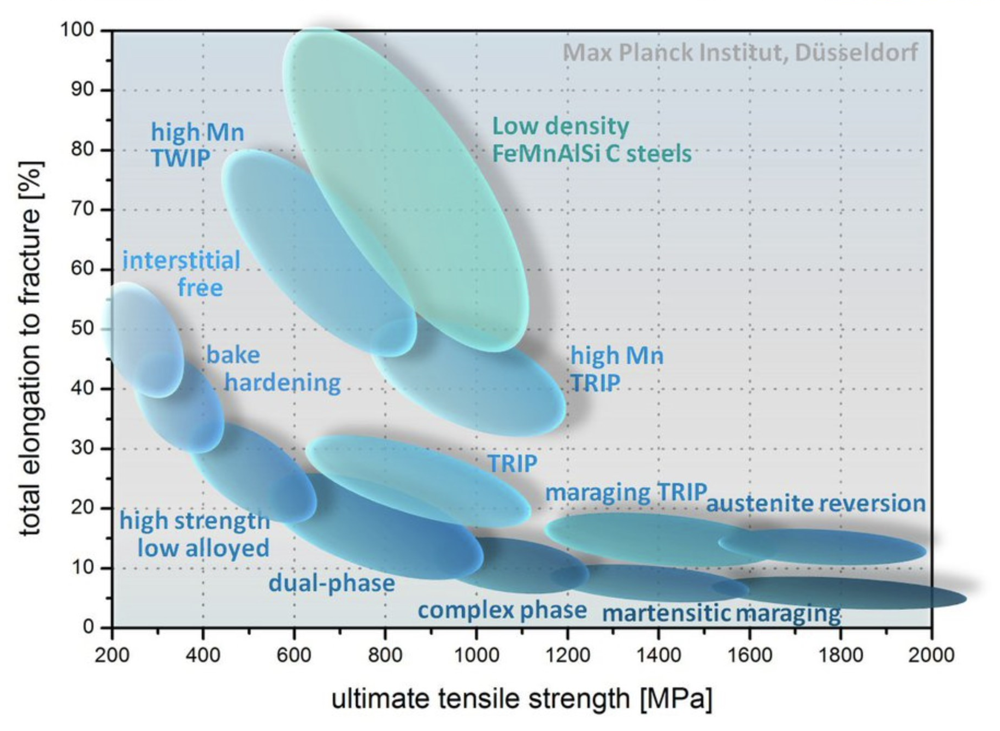 Max Planck Institut, Düsseldorf
total elongation to fracture [%]
100
90
80
70
60
50
40
30
20
10
0
high Mn
TWIP
Low density
FeMnAlSi C steels
interstitial
free
bake
hardening
high Mn
TRIP
TRIP
maraging TRIP
austenite reversion
high strength
low alloyed
dual-phase
complex phase
martensitic
maraging
200 400 600 800 1000 1200 1400 1600 1800 2000
ultimate tensile strength [MPa]